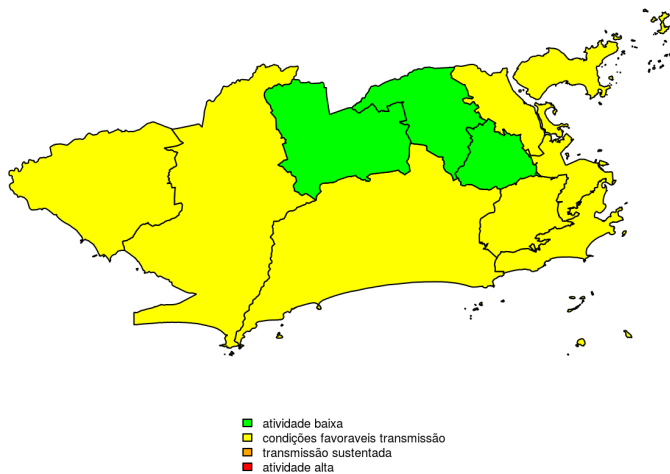 atividade baixa
condições favoraveis transmissão
transmissão sustentada
atividade alta